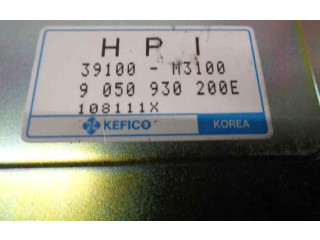 H P I
39100 - M3100
9 050 930 200E
108111X
KEFICO KOREA